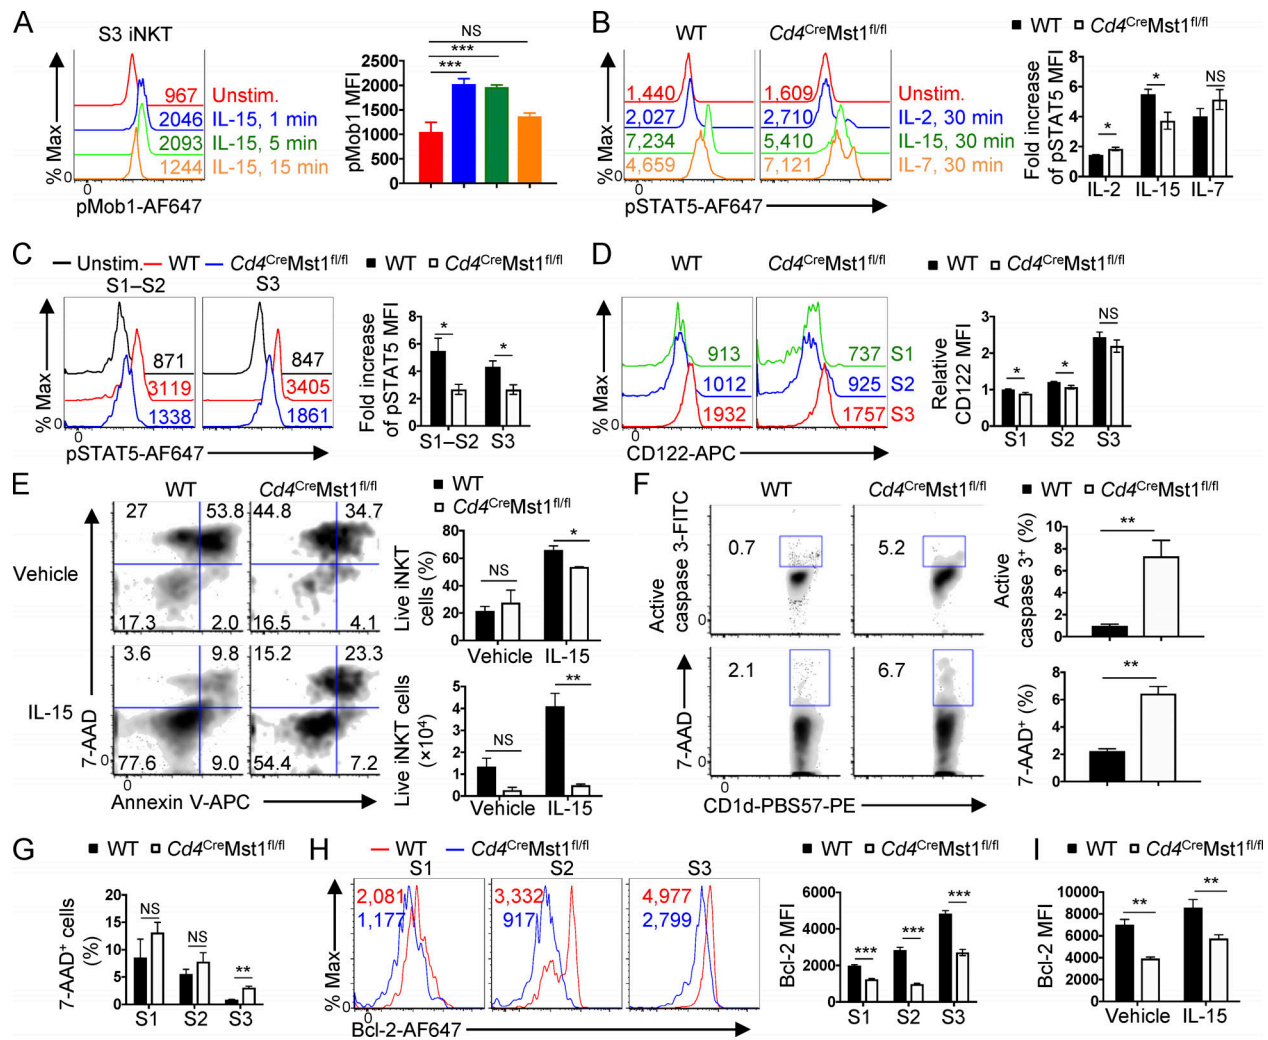 A
S3 iNKT
967 Unstim.
2046 IL-15, 1 min
2093 IL-15, 5 min
1244 IL-15, 15 min
% Max
0
0
pMob1-AF647
NS
***
***
pMob1 MFI
2500
2000
1500
1000
500
0
B
WT Cd4CreMst1fl/fl
1,440 1,609 Unstim.
2,027 2,710 IL-2, 30 min
7,234 5,410 IL-15, 30 min
4,659 7,121 IL-7, 30 min
% Max
0
0 0
pSTAT5-AF647
WT Cd4CreMst1fl/fl
Fold increase
of pSTAT5 MFI
8
6
4
2
0
* * NS
IL-2 IL-15 IL-7
C
Unstim. WT Cd4CreMst1fl/fl
S1–S2 S3
871 847
3119 3405
1338 1861
% Max
0
0 0
pSTAT5-AF647
WT Cd4CreMst1fl/fl
Fold increase
of pSTAT5 MFI
8
6
4
2
0
* *
S1–S2 S3
D
WT Cd4CreMst1fl/fl
913 737 S1
1012 925 S2
1932 1757 S3
% Max
0
0 0
CD122-APC
WT Cd4CreMst1fl/fl
Relative
CD122 MFI
3
2
1
0
* * NS
S1 S2 S3
E
WT Cd4CreMst1fl/fl
Vehicle
27 53.8 44.8 34.7
17.3 2.0 16.5 4.1
IL-15
3.6 9.8 15.2 23.3
77.6 9.0 54.4 7.2
7-AAD
0
0
Annexin V-APC
WT
Cd4CreMst1fl/fl
Live iNKT
cells (%)
80
60
40
20
0
NS *
Vehicle IL-15
Live iNKT cells
(×104)
5
4
3
2
1
0
NS **
Vehicle IL-15
F
WT Cd4CreMst1fl/fl
Active
caspase 3-FITC
0
0.7 5.2
7-AAD
0
2.1 6.7
0
CD1d-PBS57-PE
WT Cd4CreMst1fl/fl
Active
caspase 3+ (%)
10
8
6
4
2
0
**
7-AAD+ (%)
8
6
4
2
0
**
G
WT Cd4CreMst1fl/fl
7-AAD+ cells
(%)
20
15
10
5
0
NS NS **
S1 S2 S3
H
WT Cd4CreMst1fl/fl
S1 S2 S3
2,081 3,332 4,977
1,177 917 2,799
% Max
0
0 0 0
Bcl-2-AF647
WT Cd4CreMst1fl/fl
Bcl-2 MFI
6000
4000
2000
0
*** *** ***
S1 S2 S3
I
WT Cd4CreMst1fl/fl
Bcl-2 MFI
10000
8000
6000
4000
2000
0
** **
Vehicle IL-15